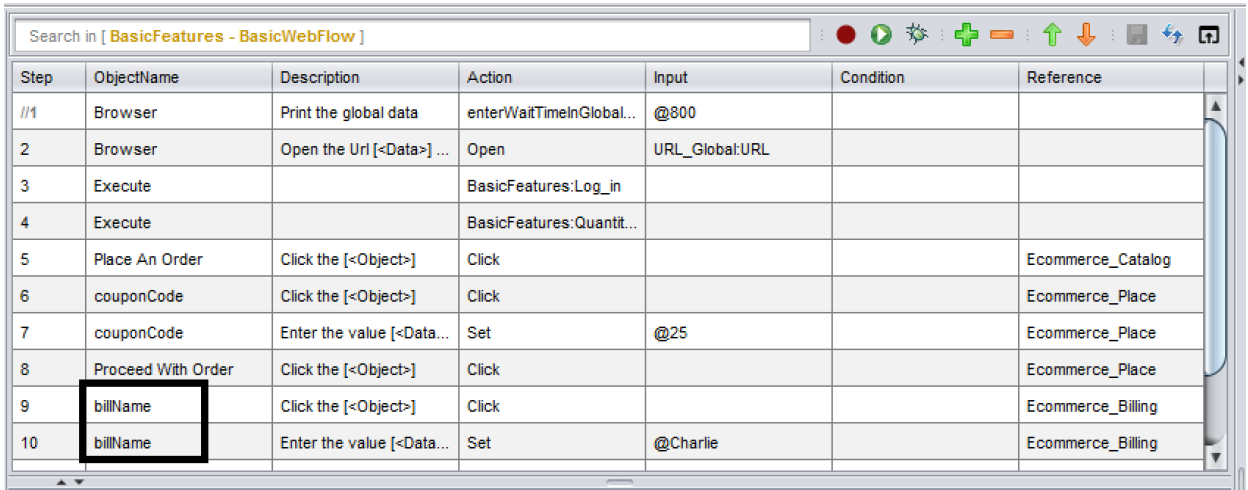 Search in [ BasicFeatures - BasicWebFlow ]
Step ObjectName Description Action Input Condition Reference
//1 Browser Print the global data enterWaitTimeInGlobal... @800
2 Browser Open the Url [<Data>] ... Open URL_Global:URL
3 Execute BasicFeatures:Log_in
4 Execute BasicFeatures:Quantit...
5 Place An Order Click the [<Object>] Click Ecommerce_Catalog
6 couponCode Click the [<Object>] Click Ecommerce_Place
7 couponCode Enter the value [<Data... Set @25 Ecommerce_Place
8 Proceed With Order Click the [<Object>] Click Ecommerce_Place
9 billName Click the [<Object>] Click Ecommerce_Billing
10 billName Enter the value [<Data... Set @Charlie Ecommerce_Billing